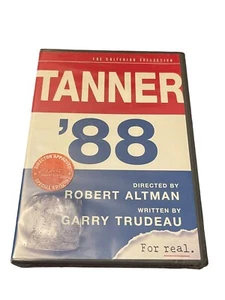 THE CRITERION COLLECTION
TANNER
'88
DIRECTED BY
ROBERT ALTMAN
WRITTEN BY
GARRY TRUDEAU
For real.